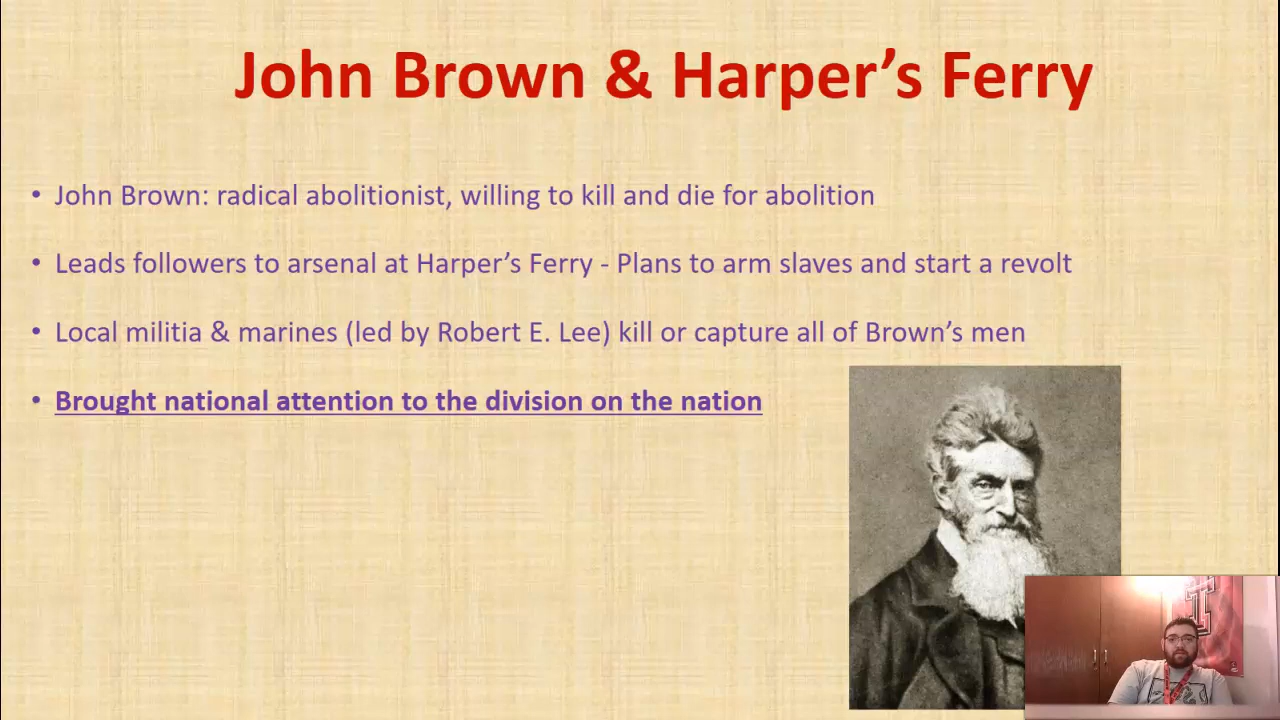 John Brown & Harper's Ferry
• John Brown: radical abolitionist, willing to kill and die for abolition
• Leads followers to arsenal at Harper's Ferry - Plans to arm slaves and start a revolt
• Local militia & marines (led by Robert E. Lee) kill or capture all of Brown's men
• Brought national attention to the division on the nation